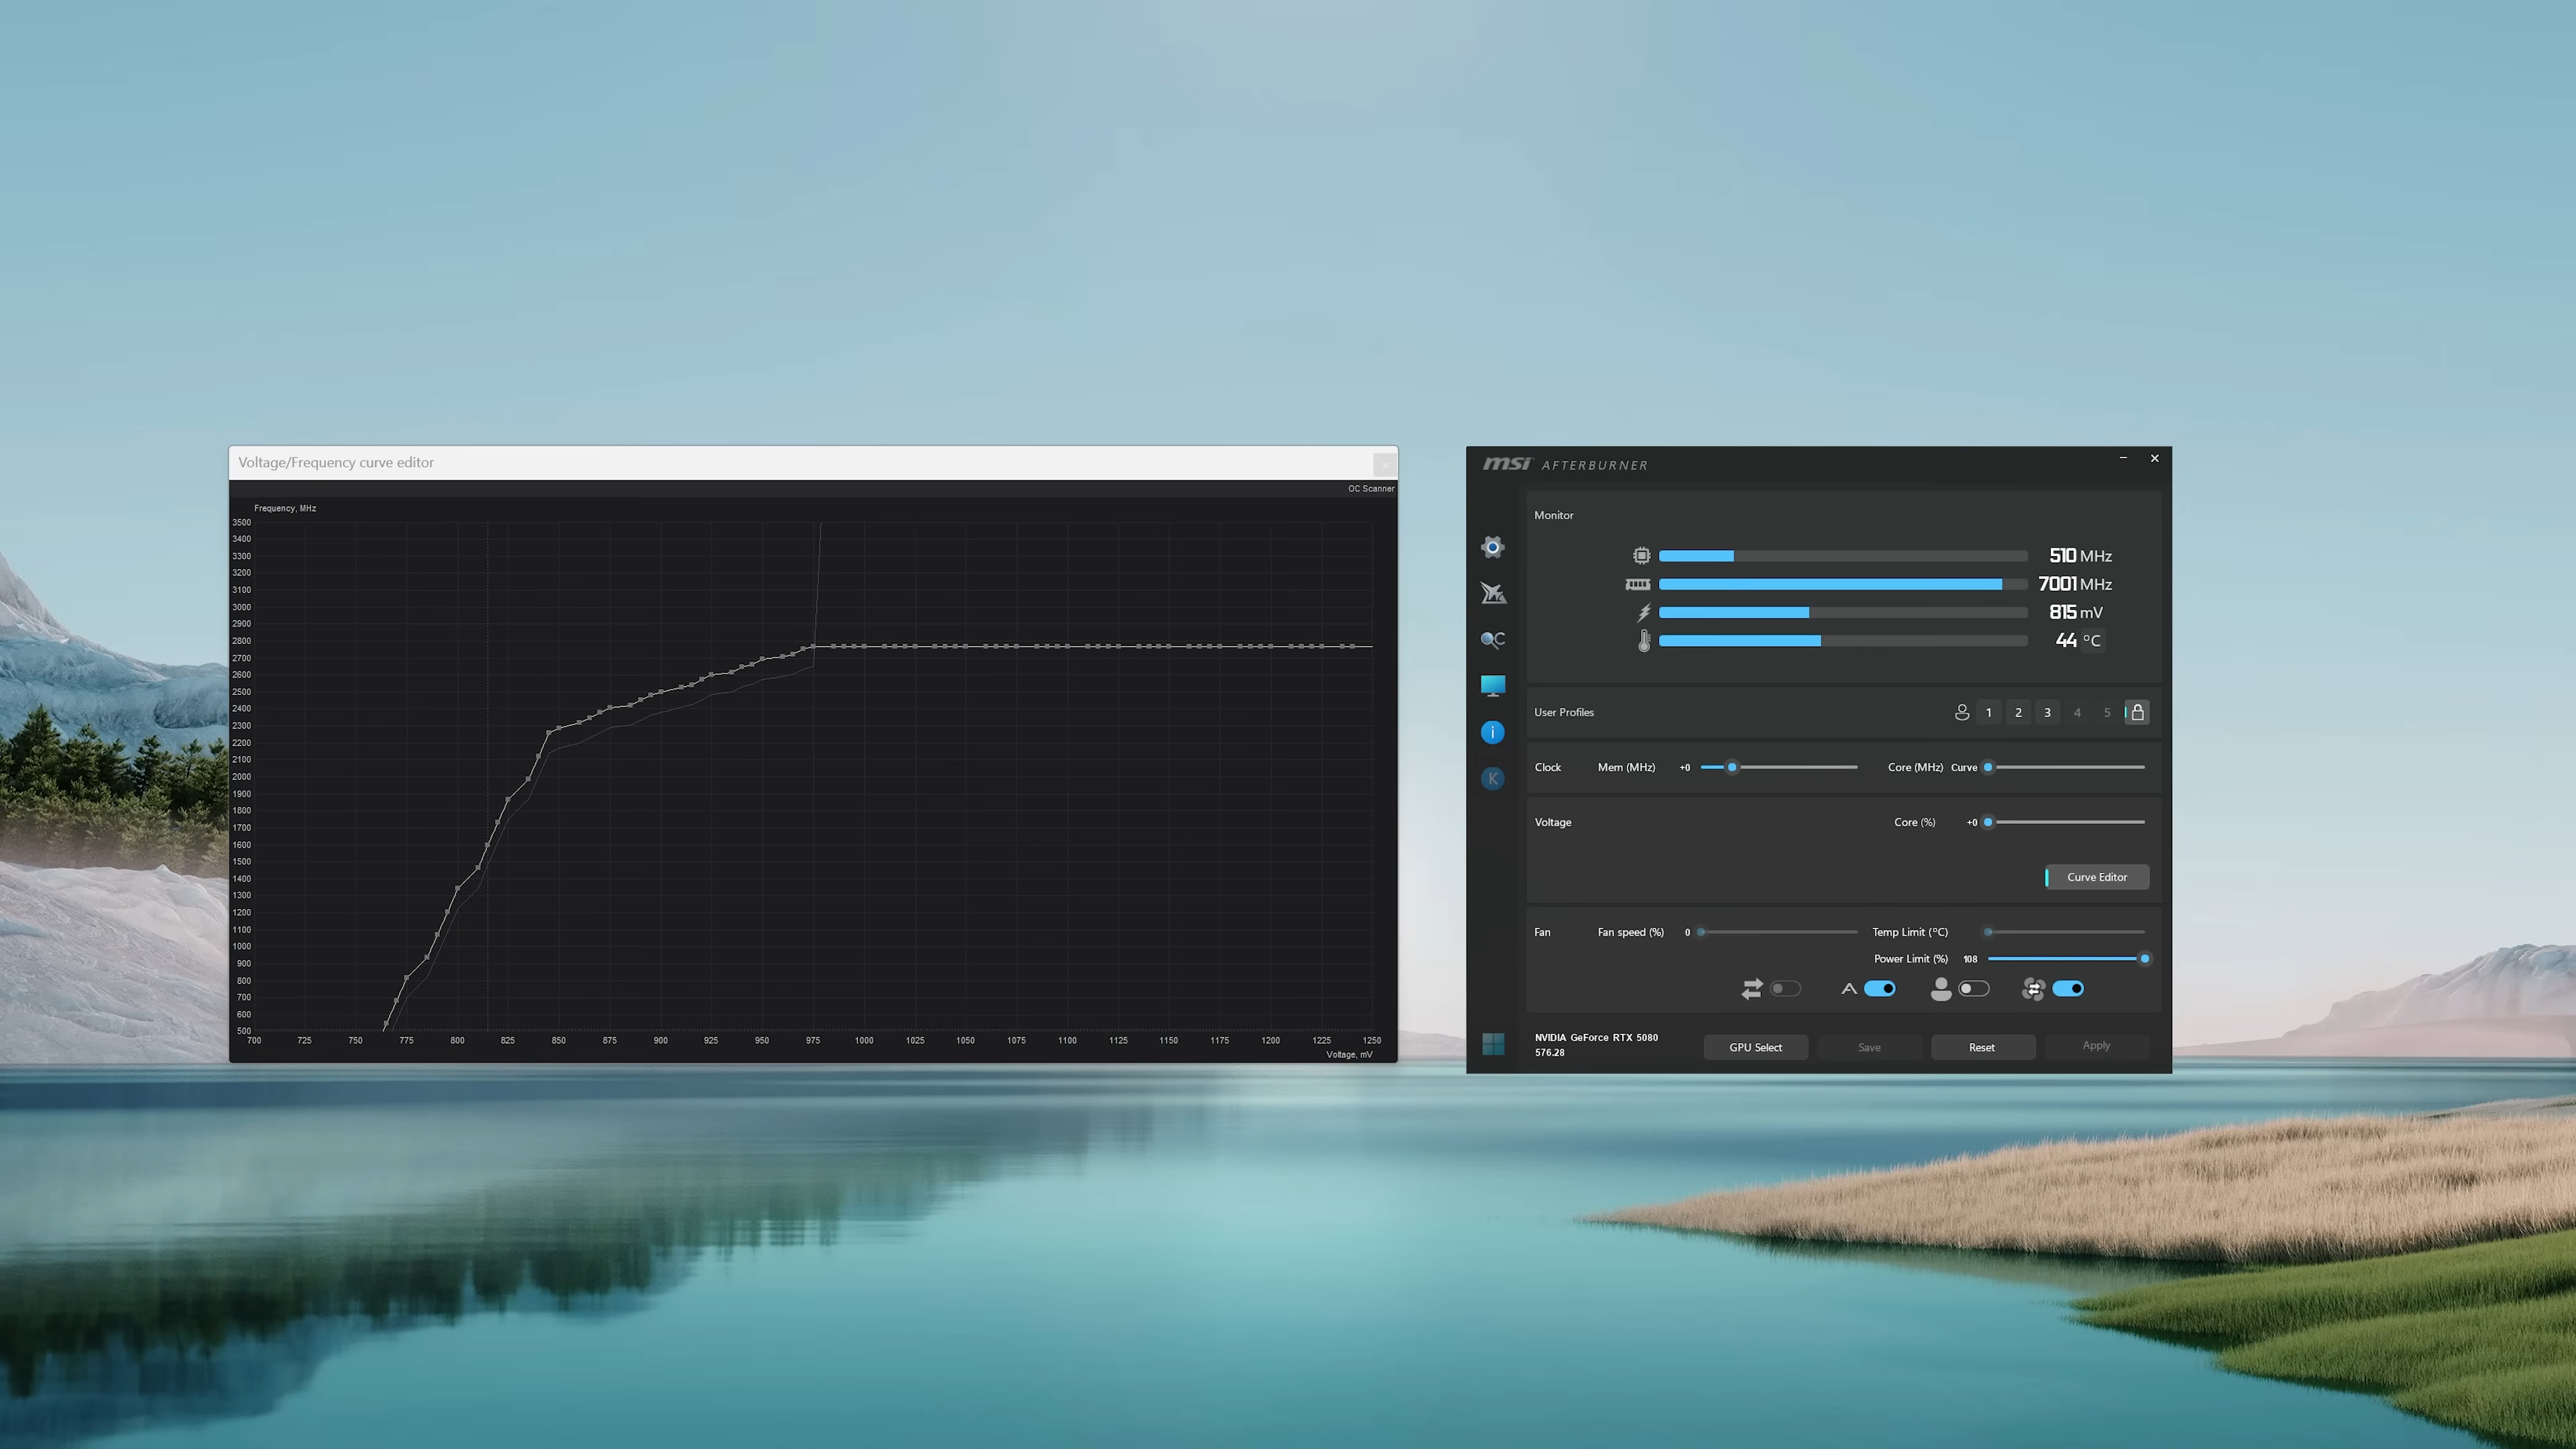 Voltage/Frequency curve editor
OC Scanner
Frequency, MHz
3500
3400
3300
3200
3100
3000
2900
2800
2700
2600
2500
2400
2300
2200
2100
2000
1900
1800
1700
1600
1500
1400
1300
1200
1100
1000
900
800
700
600
500
700 725 750 775 800 825 850 875 900 925 950 975 1000 1025 1050 1075 1100 1125 1150 1175 1200 1225 1250
Voltage, mV
msi AFTERBURNER
Monitor
510 MHz
7001 MHz
815 mV
44 °C
User Profiles 1 2 3 4 5
Clock Mem (MHz) +0 Core (MHz) Curve
Voltage Core (%) +0
Curve Editor
Fan Fan speed (%) 0 Temp Limit (°C)
Power Limit (%) 108
A
C
i
K
NVIDIA GeForce RTX 5080
576.28
GPU Select Save Reset Apply